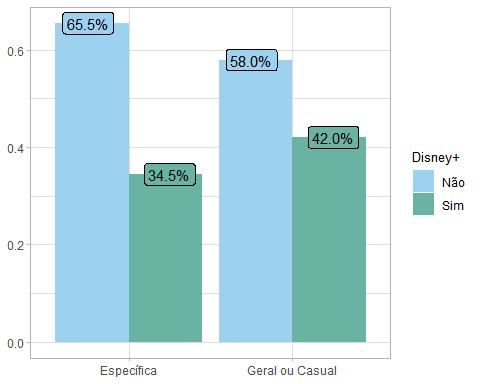 65.5%
58.0%
0.6
42.0%
0.4
34.5%
0.2
0.0
Específica
Geral ou Casual
Disney+
Não
Sim